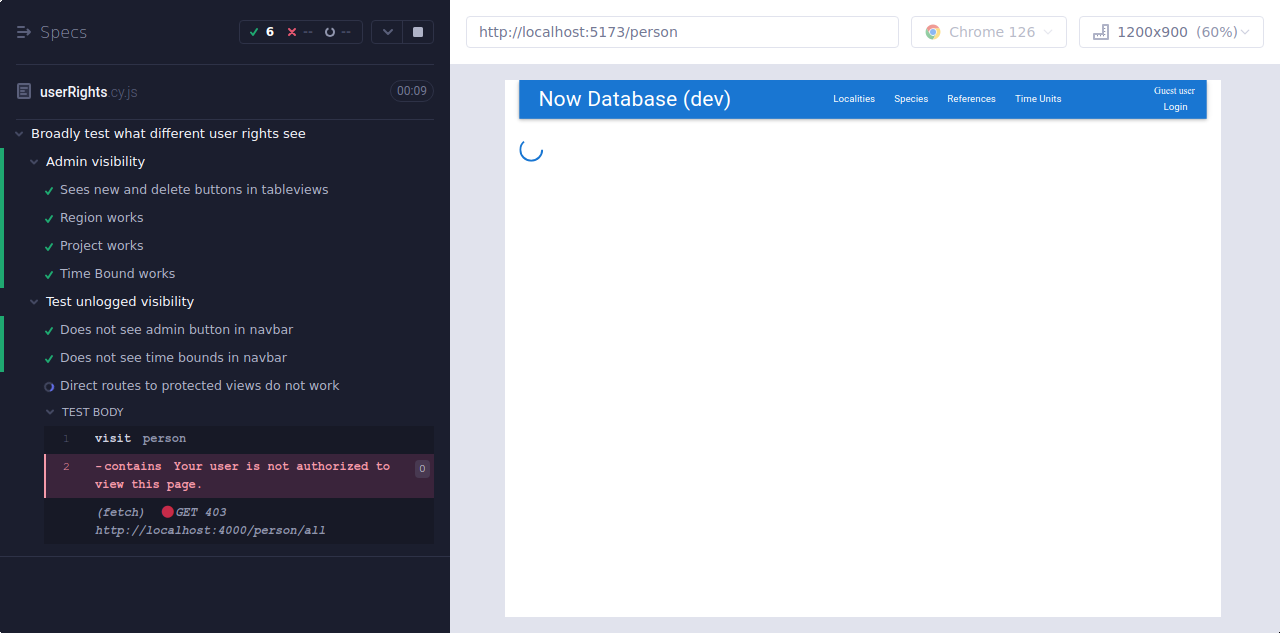 Specs
6
--
--
http://localhost:5173/person
Chrome 126
1200x900 (60%)
userRights.cy.js
00:09
Broadly test what different user rights see
Admin visibility
Sees new and delete buttons in tableviews
Region works
Project works
Time Bound works
Test unlogged visibility
Does not see admin button in navbar
Does not see time bounds in navbar
Direct routes to protected views do not work
TEST BODY
1 visit person
2 -contains Your user is not authorized to
view this page.
0
(fetch) GET 403
http://localhost:4000/person/all
Now Database (dev)
Localities
Species
References
Time Units
Guest user
Login